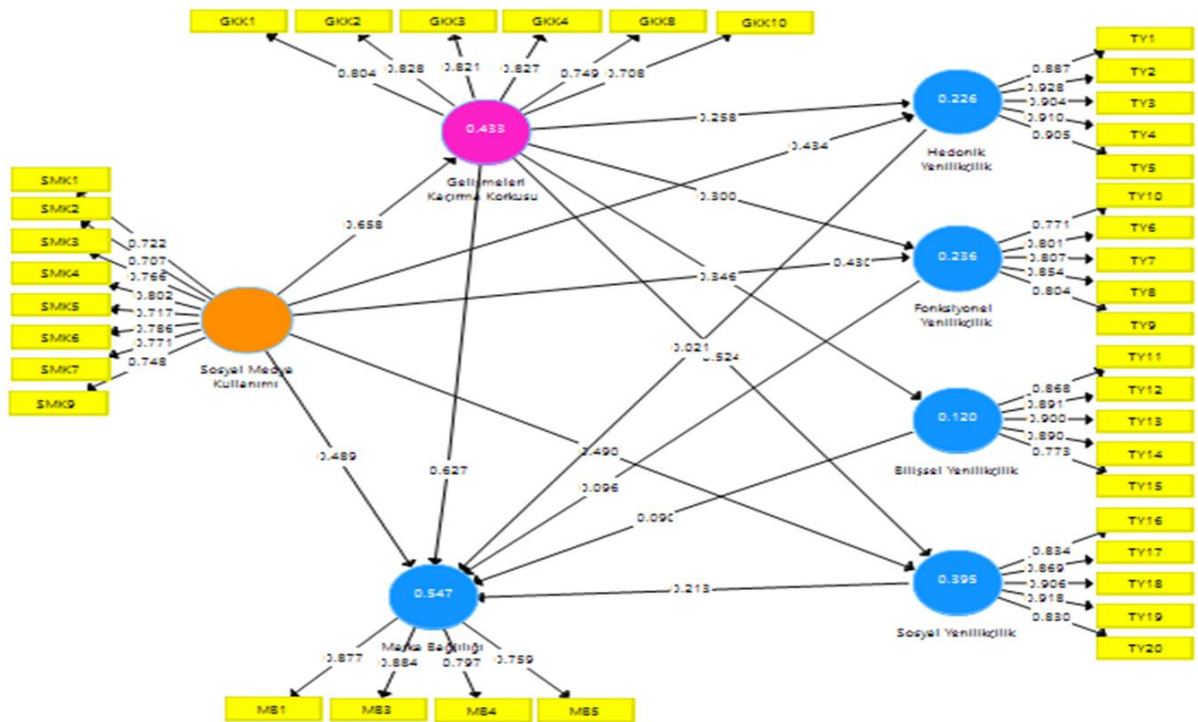 GKK1 GKK2 GKK3 GKK4 GKK8 GKK10
0.804 0.828 0.821 0.827 0.749 0.708
0.433
Gelişmeleri
Kaçırma Korkusu
SMK1
SMK2
SMK3
SMK4
SMK5
SMK6
SMK7
SMK9
0.722
0.707
0.766
0.802
0.717
0.786
0.771
0.748
Sosyal Medya
Kullanımı
0.658
0.258
0.434
0.300
0.346
0.430
0.021
0.524
0.489
0.627
0.490
0.096
0.090
0.213
0.226
Hedonik
Yenilikçilik
0.887
0.928
0.904
0.910
0.905
TY1
TY2
TY3
TY4
TY5
0.236
Fonksiyonel
Yenilikçilik
0.771
0.801
0.807
0.854
0.804
TY10
TY6
TY7
TY8
TY9
0.120
Bilişsel Yenilikçilik
0.868
0.891
0.900
0.890
0.773
TY11
TY12
TY13
TY14
TY15
0.395
Sosyal Yenilikçilik
0.834
0.869
0.906
0.918
0.830
TY16
TY17
TY18
TY19
TY20
0.547
Marka Bağlılığı
0.877 0.884 0.797 0.759
MB1 MB3 MB4 MB5